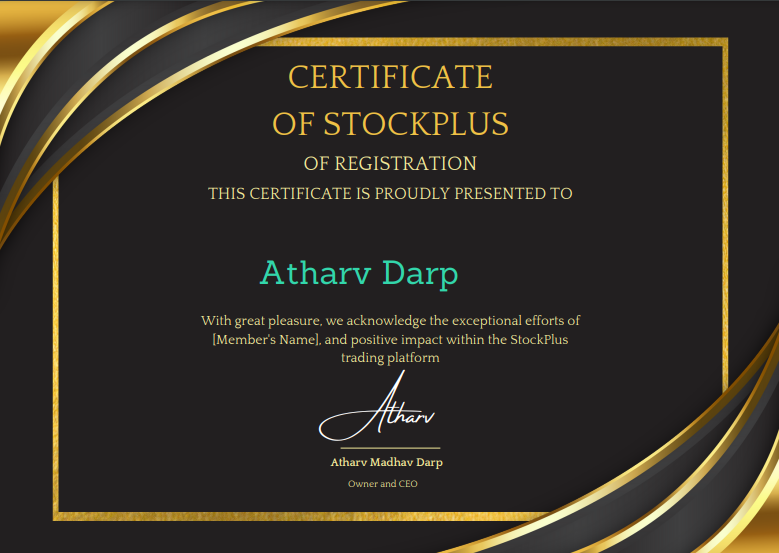 CERTIFICATE
OF STOCKPLUS
OF REGISTRATION
THIS CERTIFICATE IS PROUDLY PRESENTED TO
Atharv Darp
With great pleasure, we acknowledge the exceptional efforts of
[Member's Name], and positive impact within the StockPlus
trading platform
Atharv
Atharv Madhav Darp
Owner and CEO